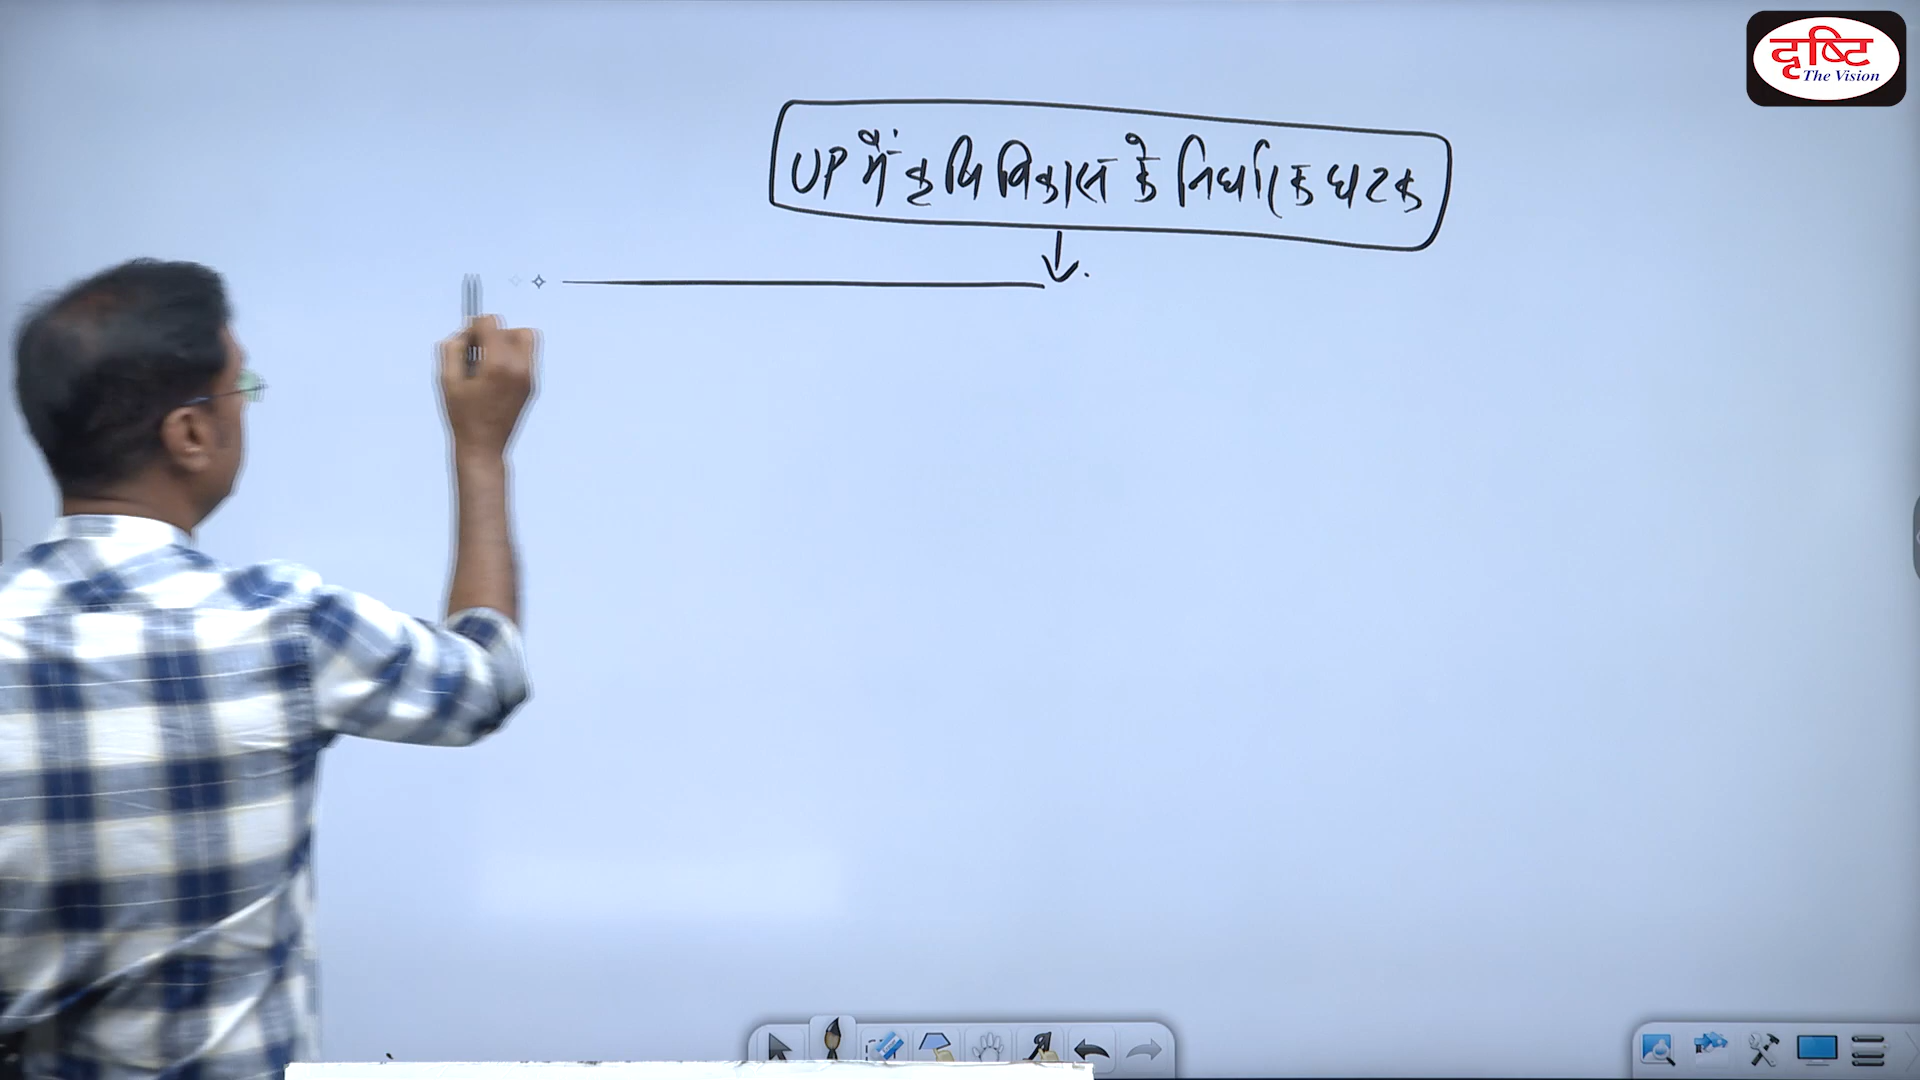 दृष्टि
The Vision
UP में कृषि विकास के निर्धारक घटक